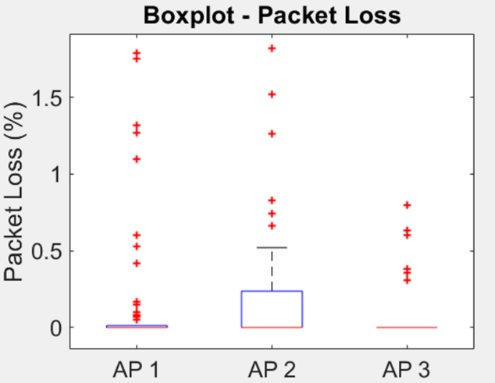 Boxplot - Packet Loss
Packet Loss (%)
1.5
1
0.5
0
AP 1 AP 2 AP 3